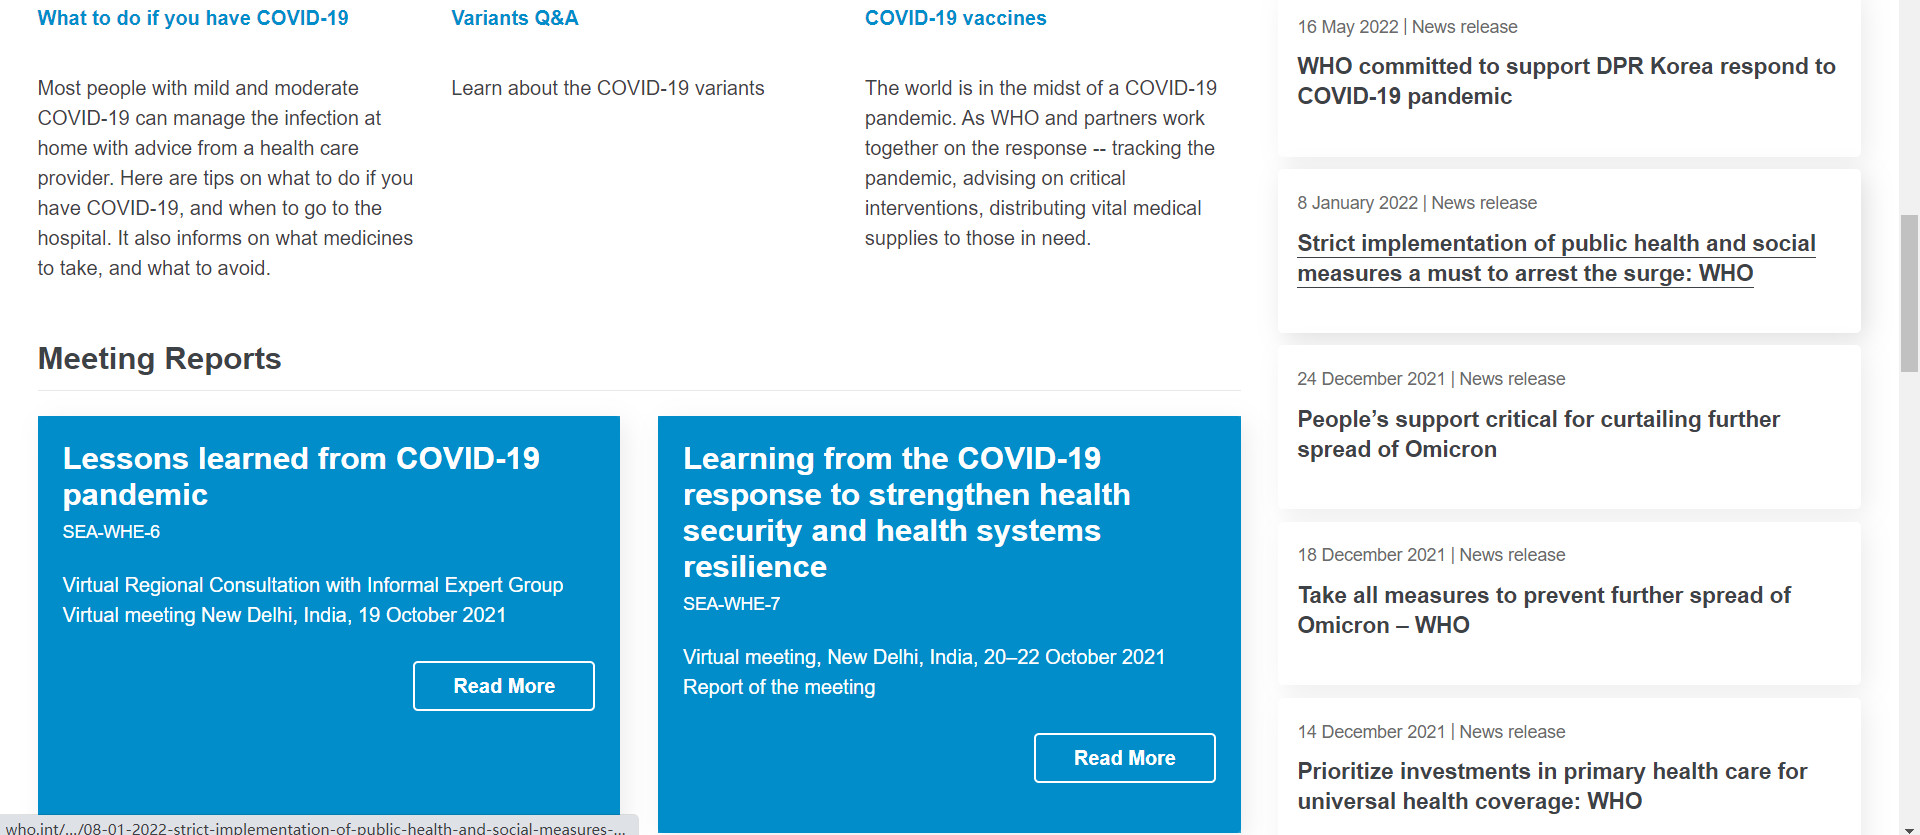 What to do if you have COVID-19
Most people with mild and moderate
COVID-19 can manage the infection at
home with advice from a health care
provider. Here are tips on what to do if you
have COVID-19, and when to go to the
hospital. It also informs on what medicines
to take, and what to avoid.
Variants Q&A
Learn about the COVID-19 variants
COVID-19 vaccines
The world is in the midst of a COVID-19
pandemic. As WHO and partners work
together on the response -- tracking the
pandemic, advising on critical
interventions, distributing vital medical
supplies to those in need.
Meeting Reports
Lessons learned from COVID-19
pandemic
SEA-WHE-6
Virtual Regional Consultation with Informal Expert Group
Virtual meeting New Delhi, India, 19 October 2021
Read More
Learning from the COVID-19
response to strengthen health
security and health systems
resilience
SEA-WHE-7
Virtual meeting, New Delhi, India, 20–22 October 2021
Report of the meeting
Read More
16 May 2022 | News release
WHO committed to support DPR Korea respond to
COVID-19 pandemic
8 January 2022 | News release
Strict implementation of public health and social
measures a must to arrest the surge: WHO
24 December 2021 | News release
People’s support critical for curtailing further
spread of Omicron
18 December 2021 | News release
Take all measures to prevent further spread of
Omicron – WHO
14 December 2021 | News release
Prioritize investments in primary health care for
universal health coverage: WHO
who.int/.../08-01-2022-strict-implementation-of-public-health-and-social-measures-...